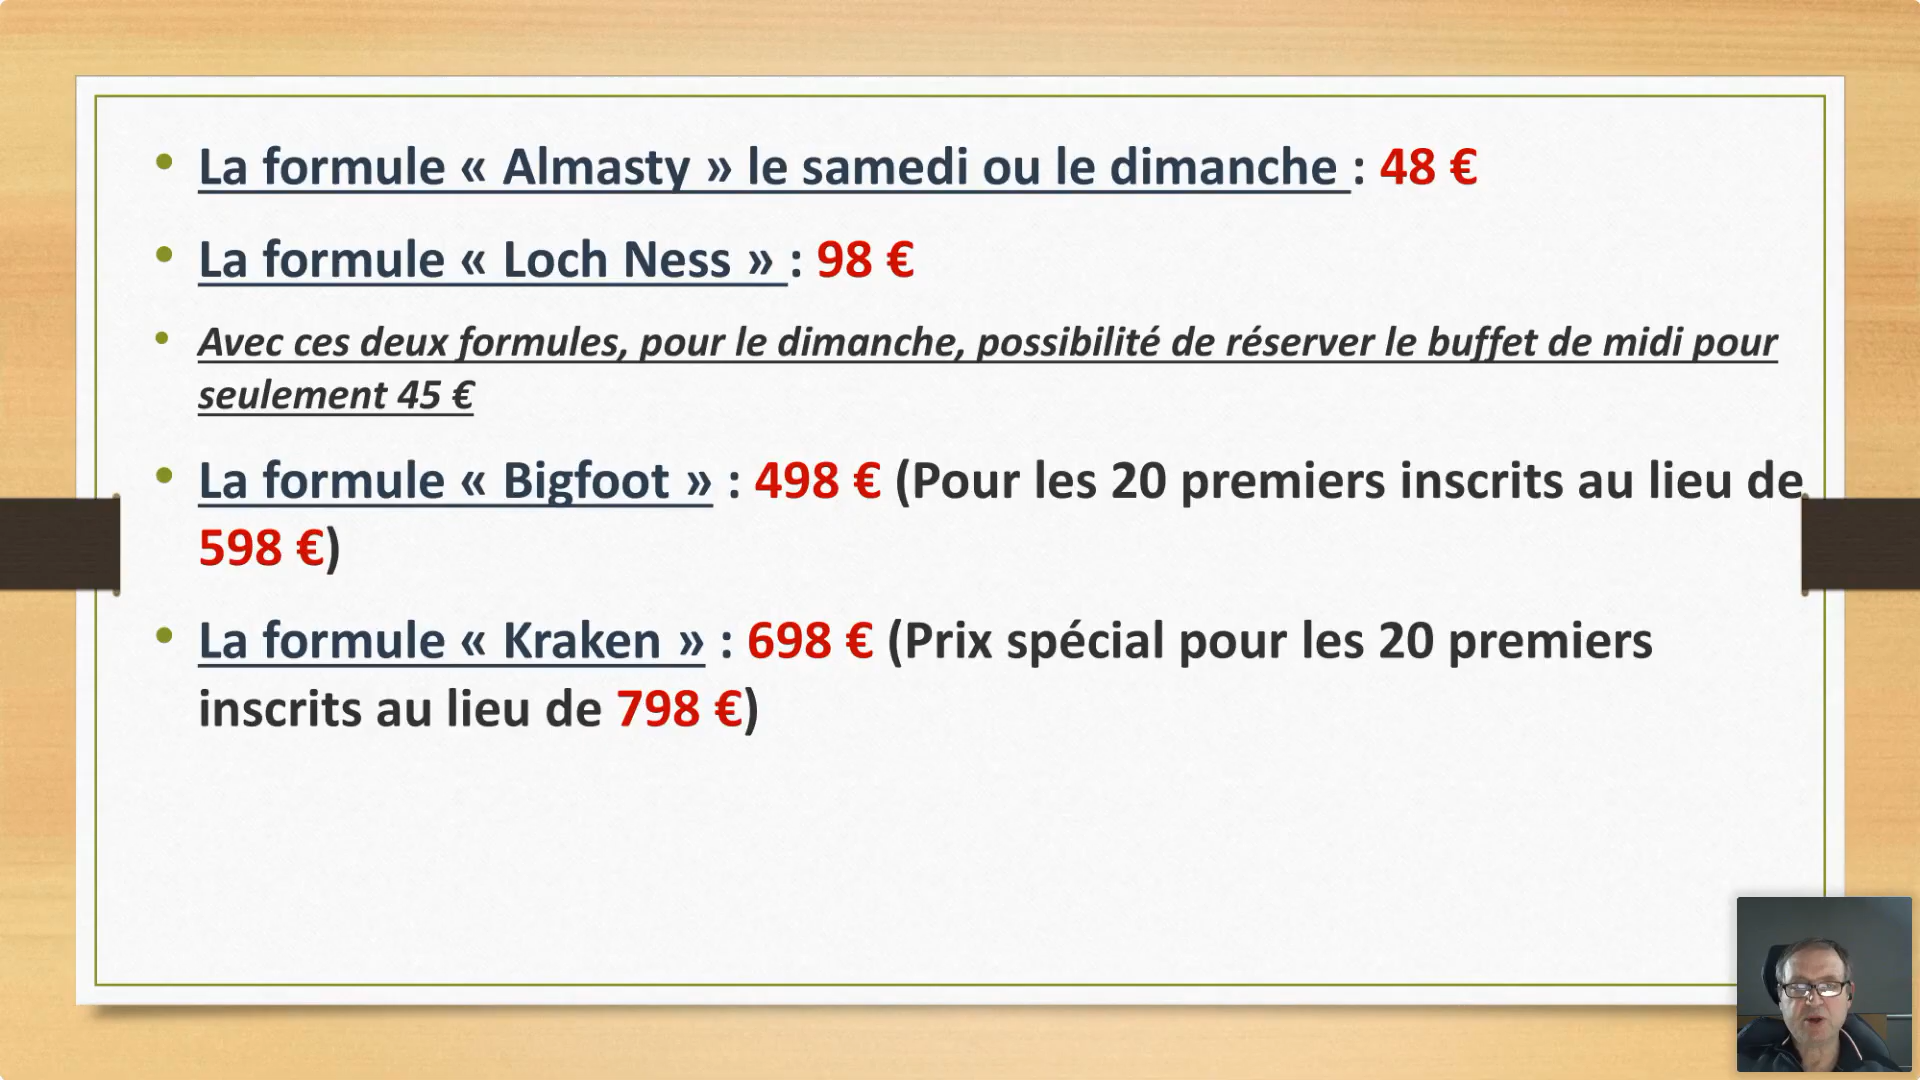 La formule « Almasty » le samedi ou le dimanche : 48 €
La formule « Loch Ness » : 98 €
Avec ces deux formules, pour le dimanche, possibilité de réserver le buffet de midi pour
seulement 45 €
La formule « Bigfoot » : 498 € (Pour les 20 premiers inscrits au lieu de
598 €)
La formule « Kraken » : 698 € (Prix spécial pour les 20 premiers
inscrits au lieu de 798 €)